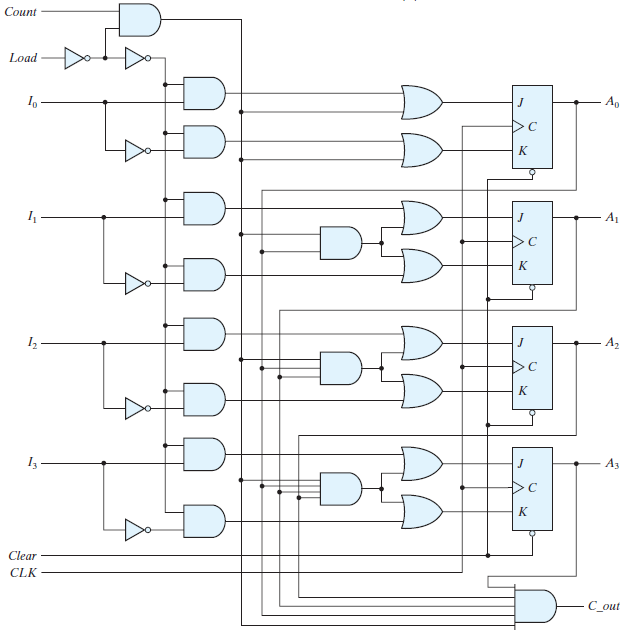 Count
Load
I0
J
A0
C
K
I1
J
A1
C
K
I2
J
A2
C
K
I3
J
A3
C
K
Clear
CLK
C_out